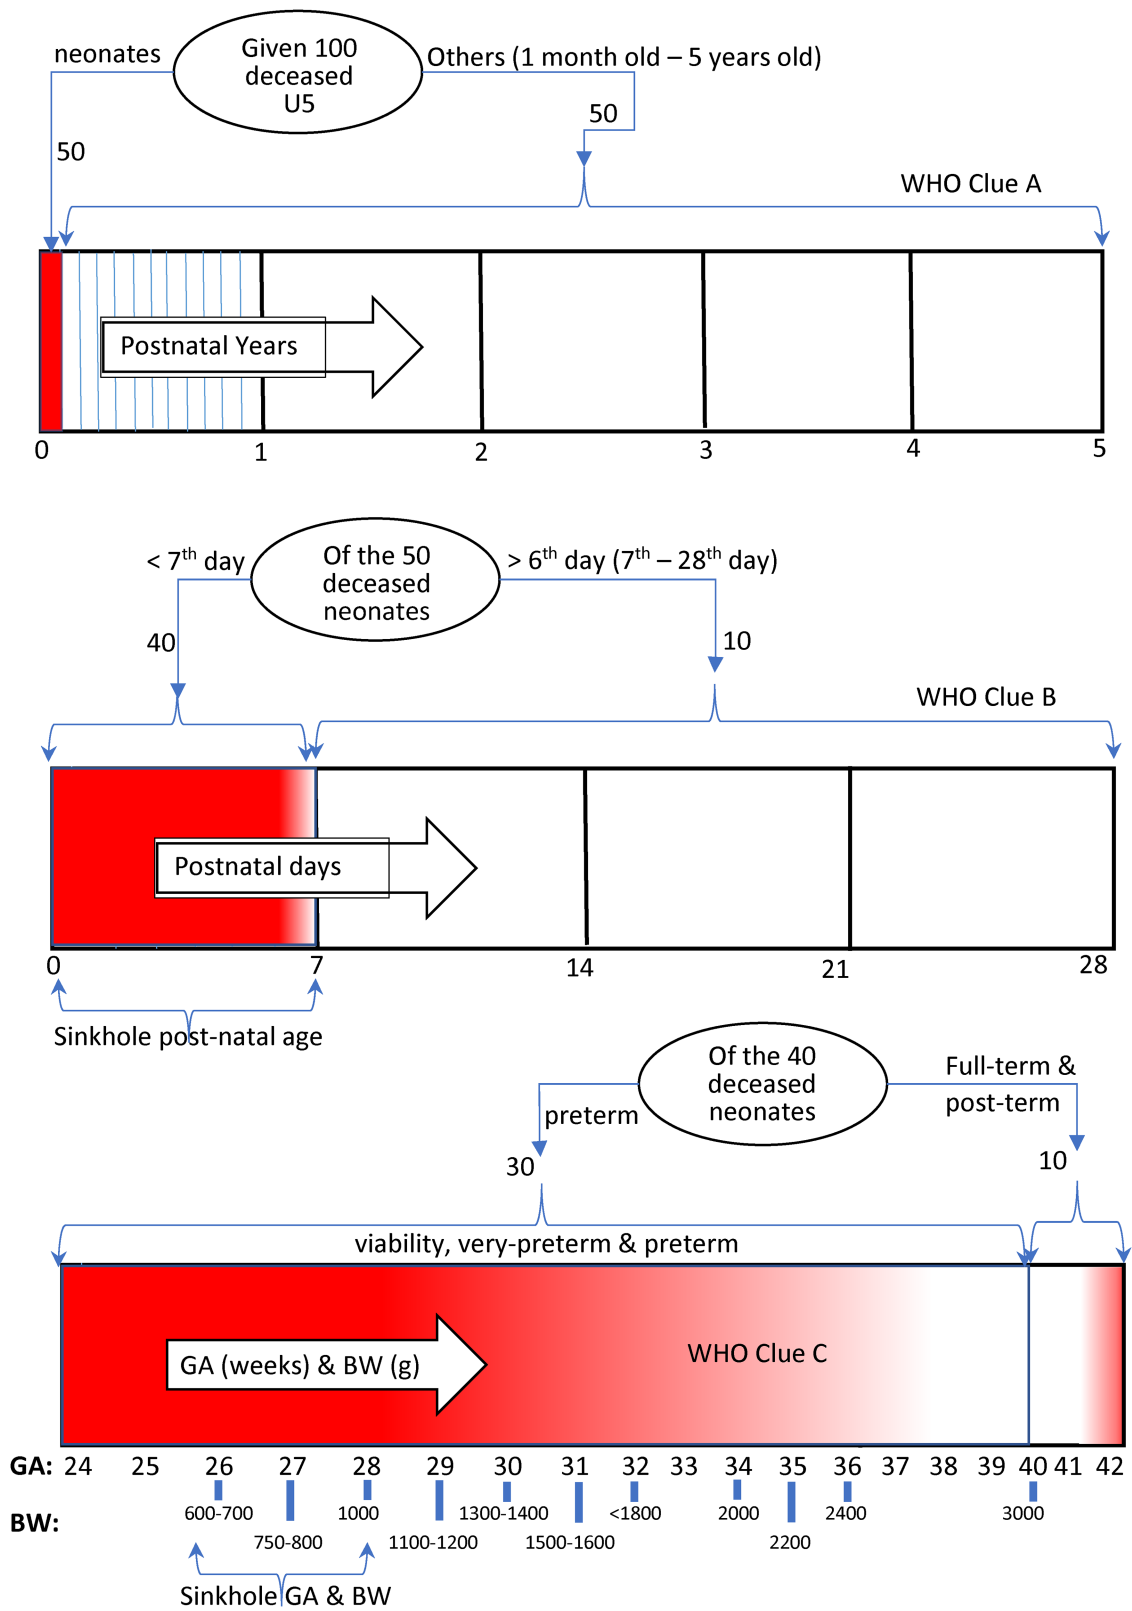 neonates
Given 100
deceased
U5
Others (1 month old – 5 years old)
50
50
WHO Clue A
Postnatal Years
0 1 2 3 4 5
< 7th day
Of the 50
deceased
neonates
> 6th day (7th – 28th day)
40
10
WHO Clue B
Postnatal days
0 7 14 21 28
Sinkhole post-natal age
Of the 40
deceased
neonates
Full-term &
post-term
preterm
30
10
viability, very-preterm & preterm
WHO Clue C
GA (weeks) & BW (g)
GA: 24 25 26 27 28 29 30 31 32 33 34 35 36 37 38 39 40 41 42
600-700 1000 1300-1400 <1800 2000 2400 3000
BW:
750-800 1100-1200 1500-1600 2200
Sinkhole GA & BW